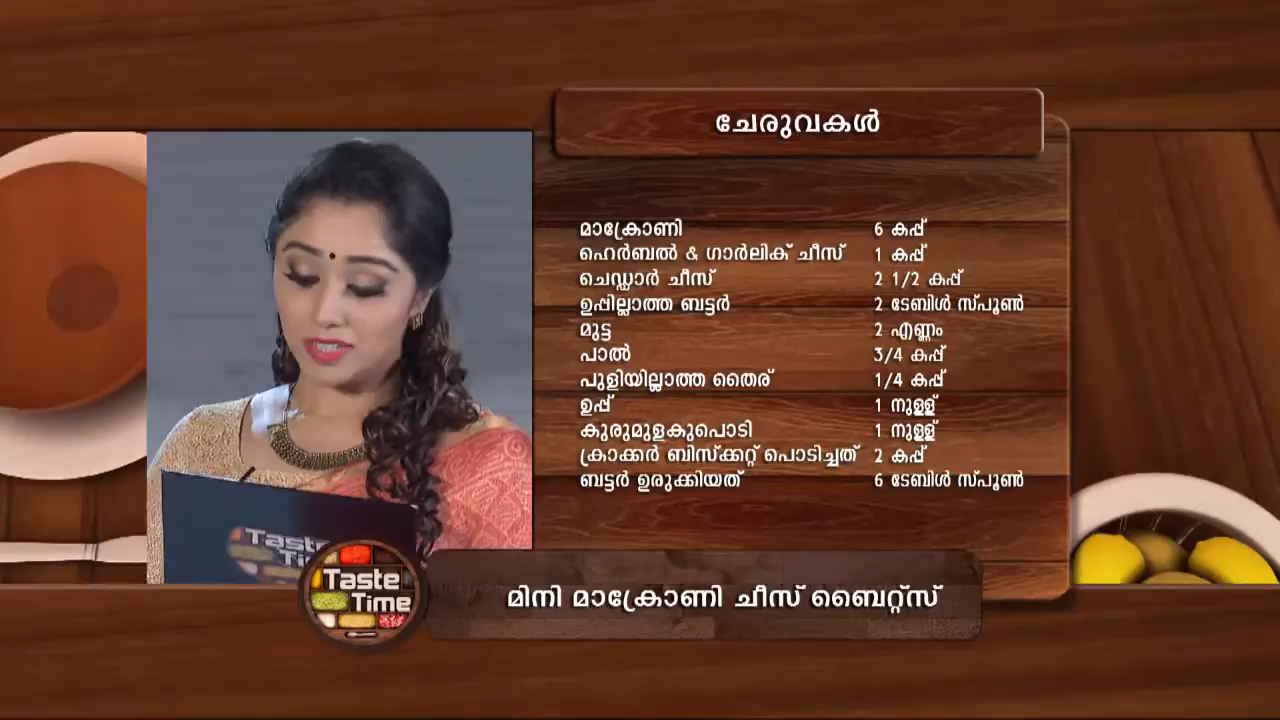 ചേരുവകൾ
മാക്രോണി 6 കപ്പ്
ഹെർബൽ & ഗാർലിക് ചീസ് 1 കപ്പ്
ചെഡ്ഡാർ ചീസ് 2 1/2 കപ്പ്
ഉപ്പില്ലാത്ത ബട്ടർ 2 ടേബിൾ സ്പൂൺ
മുട്ട 2 എണ്ണം
പാൽ 3/4 കപ്പ്
പുളിയില്ലാത്ത തൈര് 1/4 കപ്പ്
ഉപ്പ് 1 നുള്ള്
കുരുമുളകുപൊടി 1 നുള്ള്
ക്രാക്കർ ബിസ്ക്കറ്റ് പൊടിച്ചത് 2 കപ്പ്
ബട്ടർ ഉരുക്കിയത് 6 ടേബിൾ സ്പൂൺ
Taste
Taste
Time
മിനി മാക്രോണി ചീസ് ബൈറ്റ്സ്